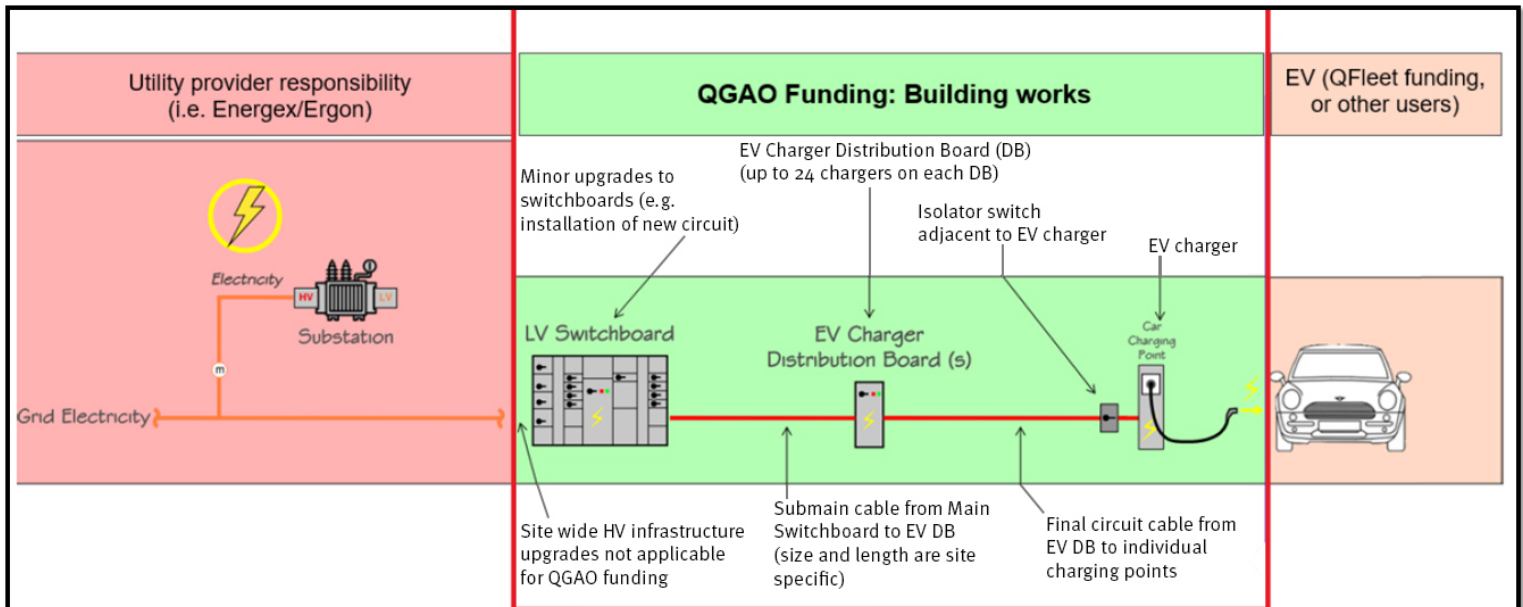 Utility provider responsibility
(i.e. Energex/Ergon)
QGAO Funding: Building works
EV (QFleet funding,
or other users)
Minor upgrades to
switchboards (e.g.
installation of new circuit)
EV Charger Distribution Board (DB)
(up to 24 chargers on each DB)
Isolator switch
adjacent to EV charger
EV charger
Electricity
HV
LV
Substation
m
Grid Electricity
LV Switchboard
EV Charger
Distribution Board (s)
Car
Charging
Point
Site wide HV infrastructure
upgrades not applicable
for QGAO funding
Submain cable from Main
Switchboard to EV DB
(size and length are site
specific)
Final circuit cable from
EV DB to individual
charging points